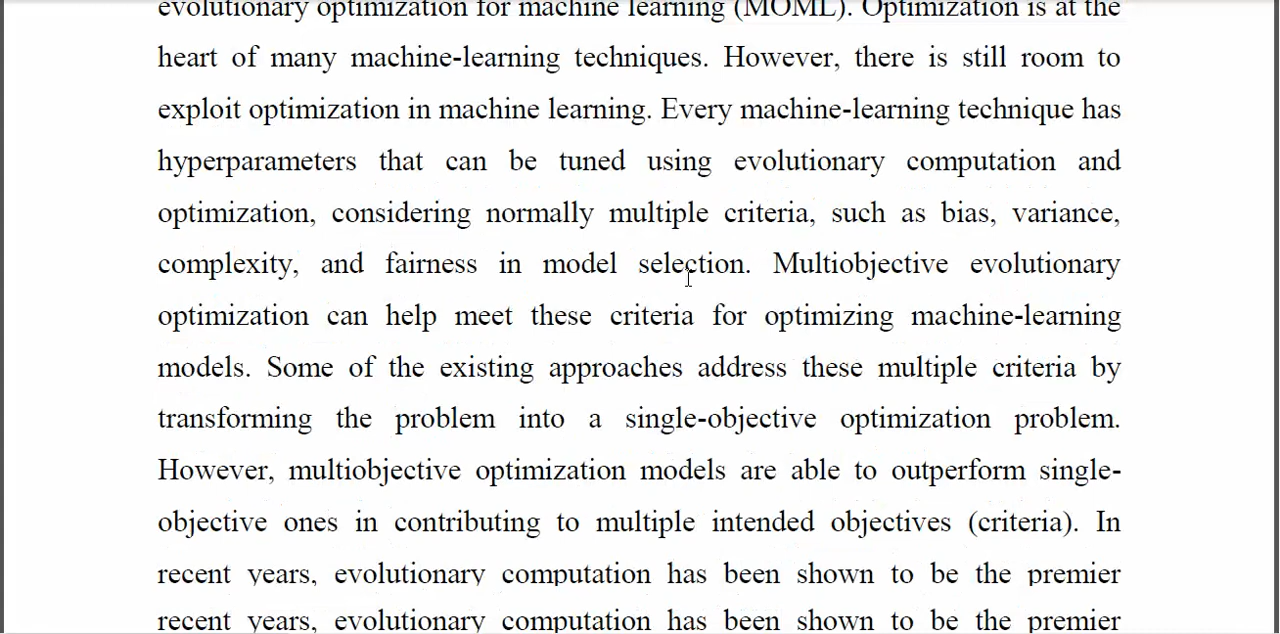 evolutionary optimization for machine learning (MOML). Optimization is at the
heart of many machine-learning techniques. However, there is still room to
exploit optimization in machine learning. Every machine-learning technique has
hyperparameters that can be tuned using evolutionary computation and
optimization, considering normally multiple criteria, such as bias, variance,
complexity, and fairness in model selection. Multiobjective evolutionary
optimization can help meet these criteria for optimizing machine-learning
models. Some of the existing approaches address these multiple criteria by
transforming the problem into a single-objective optimization problem.
However, multiobjective optimization models are able to outperform single-
objective ones in contributing to multiple intended objectives (criteria). In
recent years, evolutionary computation has been shown to be the premier
recent years, evolutionary computation has been shown to be the premier